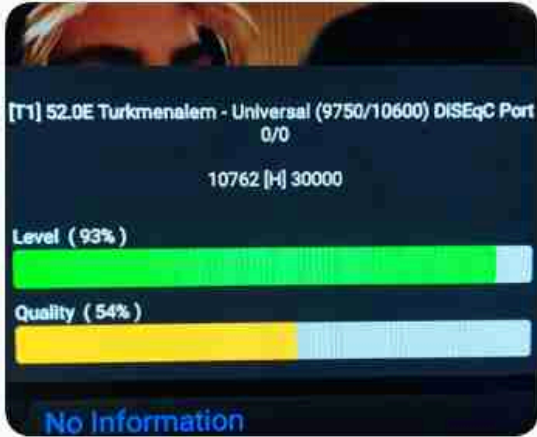 [T1] 52.0E Turkmenalem - Universal (9750/10600) DiSEqC Port
0/0
10762 [H] 30000
Level ( 93% )
Quality ( 54% )
No Information